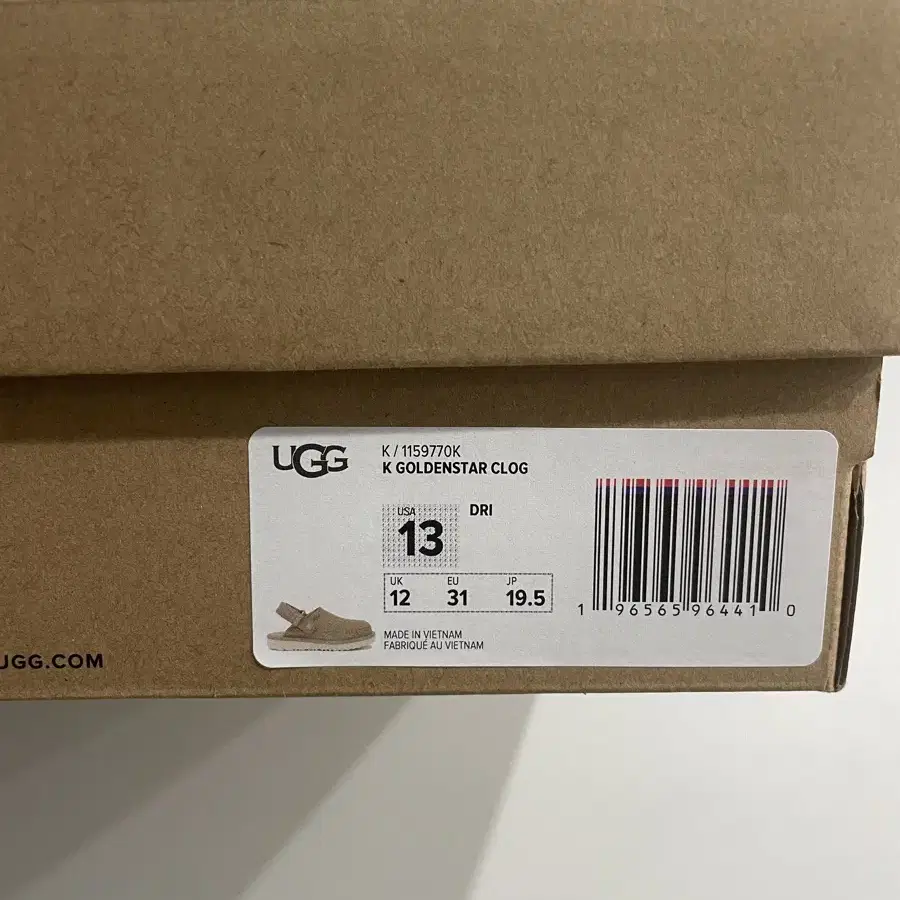 UGG
K / 1159770K
K GOLDENSTAR CLOG
USA
13
DRI
UK EU JP
12 31 19.5
MADE IN VIETNAM
FABRIQUÉ AU VIETNAM
1 96565 96441 0
UGG.COM